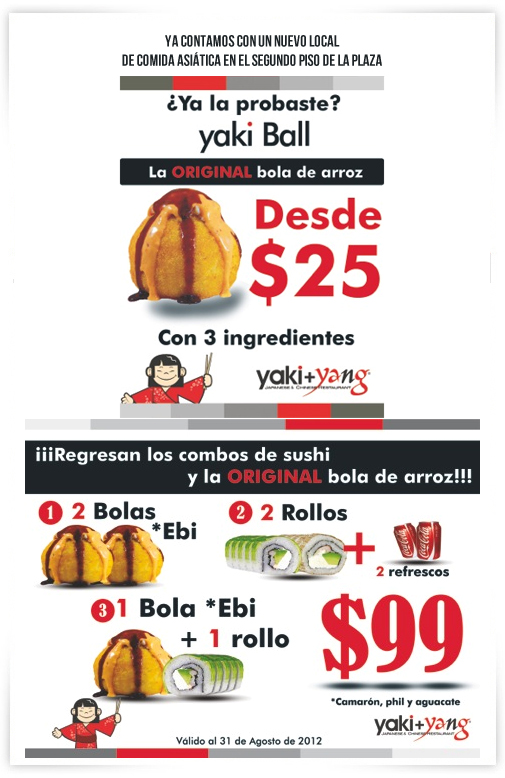 YA CONTAMOS CON UN NUEVO LOCAL
DE COMIDA ASIÁTICA EN EL SEGUNDO PISO DE LA PLAZA
¿Ya la probaste?
yaki Ball
La ORIGINAL bola de arroz
Desde
$25
Con 3 ingredientes
yaki+yang
JAPANESE & CHINESE RESTAURANT
¡¡¡Regresan los combos de sushi
y la ORIGINAL bola de arroz!!!
1 2 Bolas
*Ebi
2 2 Rollos
+
Coca-Cola
2 refrescos
3 1 Bola *Ebi
+ 1 rollo
$99
*Camarón, phil y aguacate
yaki+yang
JAPANESE & CHINESE RESTAURANT
Válido al 31 de Agosto de 2012